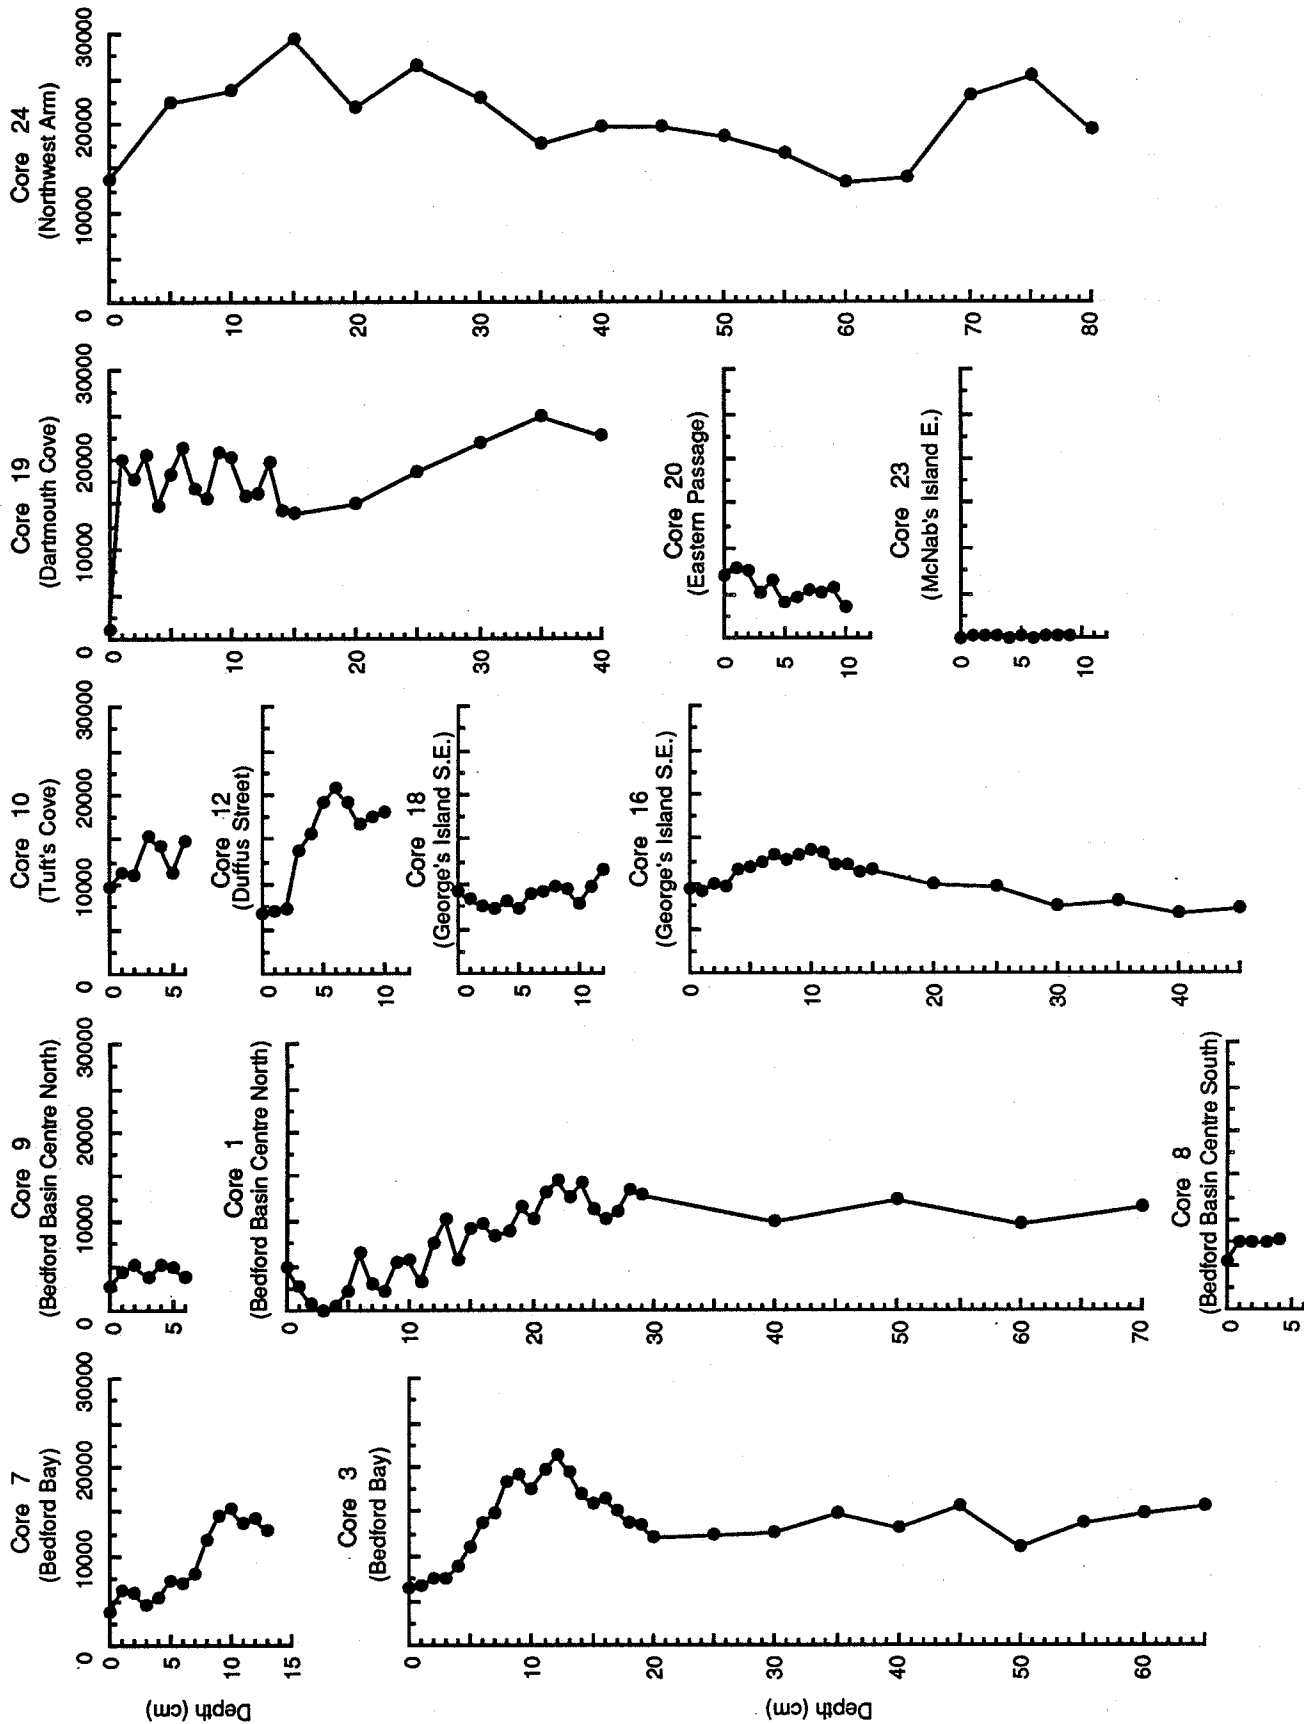 Core 7
(Bedford Bay)
0 10000 20000 30000
0
5
10
15
Depth (cm)
Core 3
(Bedford Bay)
0
10
20
30
40
50
60
Depth (cm)
Core 9
(Bedford Basin Centre North)
0 10000 20000 30000
0
5
Core 1
(Bedford Basin Centre North)
0
10
20
30
40
50
60
70
Core 8
(Bedford Basin Centre South)
0
5
Core 10
(Tuft's Cove)
0 10000 20000 30000
0
5
Core 12
(Duffus Street)
0
5
10
Core 18
(George's Island S.E.)
0
5
10
Core 16
(George's Island S.E.)
0
10
20
30
40
Core 19
(Dartmouth Cove)
0 10000 20000 30000
0
10
20
30
40
Core 20
(Eastern Passage)
0
5
10
Core 23
(McNab's Island E.)
0
5
10
Core 24
(Northwest Arm)
0 10000 20000 30000
0
10
20
30
40
50
60
70
80